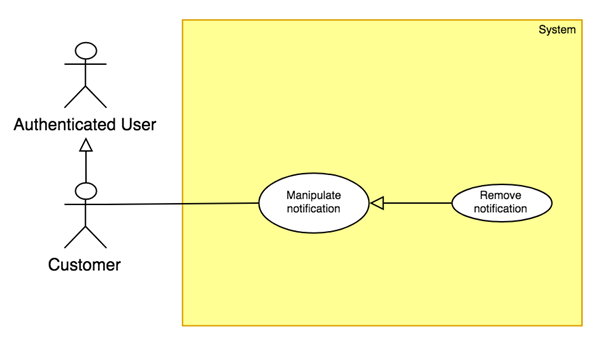 System
Authenticated User
Manipulate
notification
Remove
notification
Customer